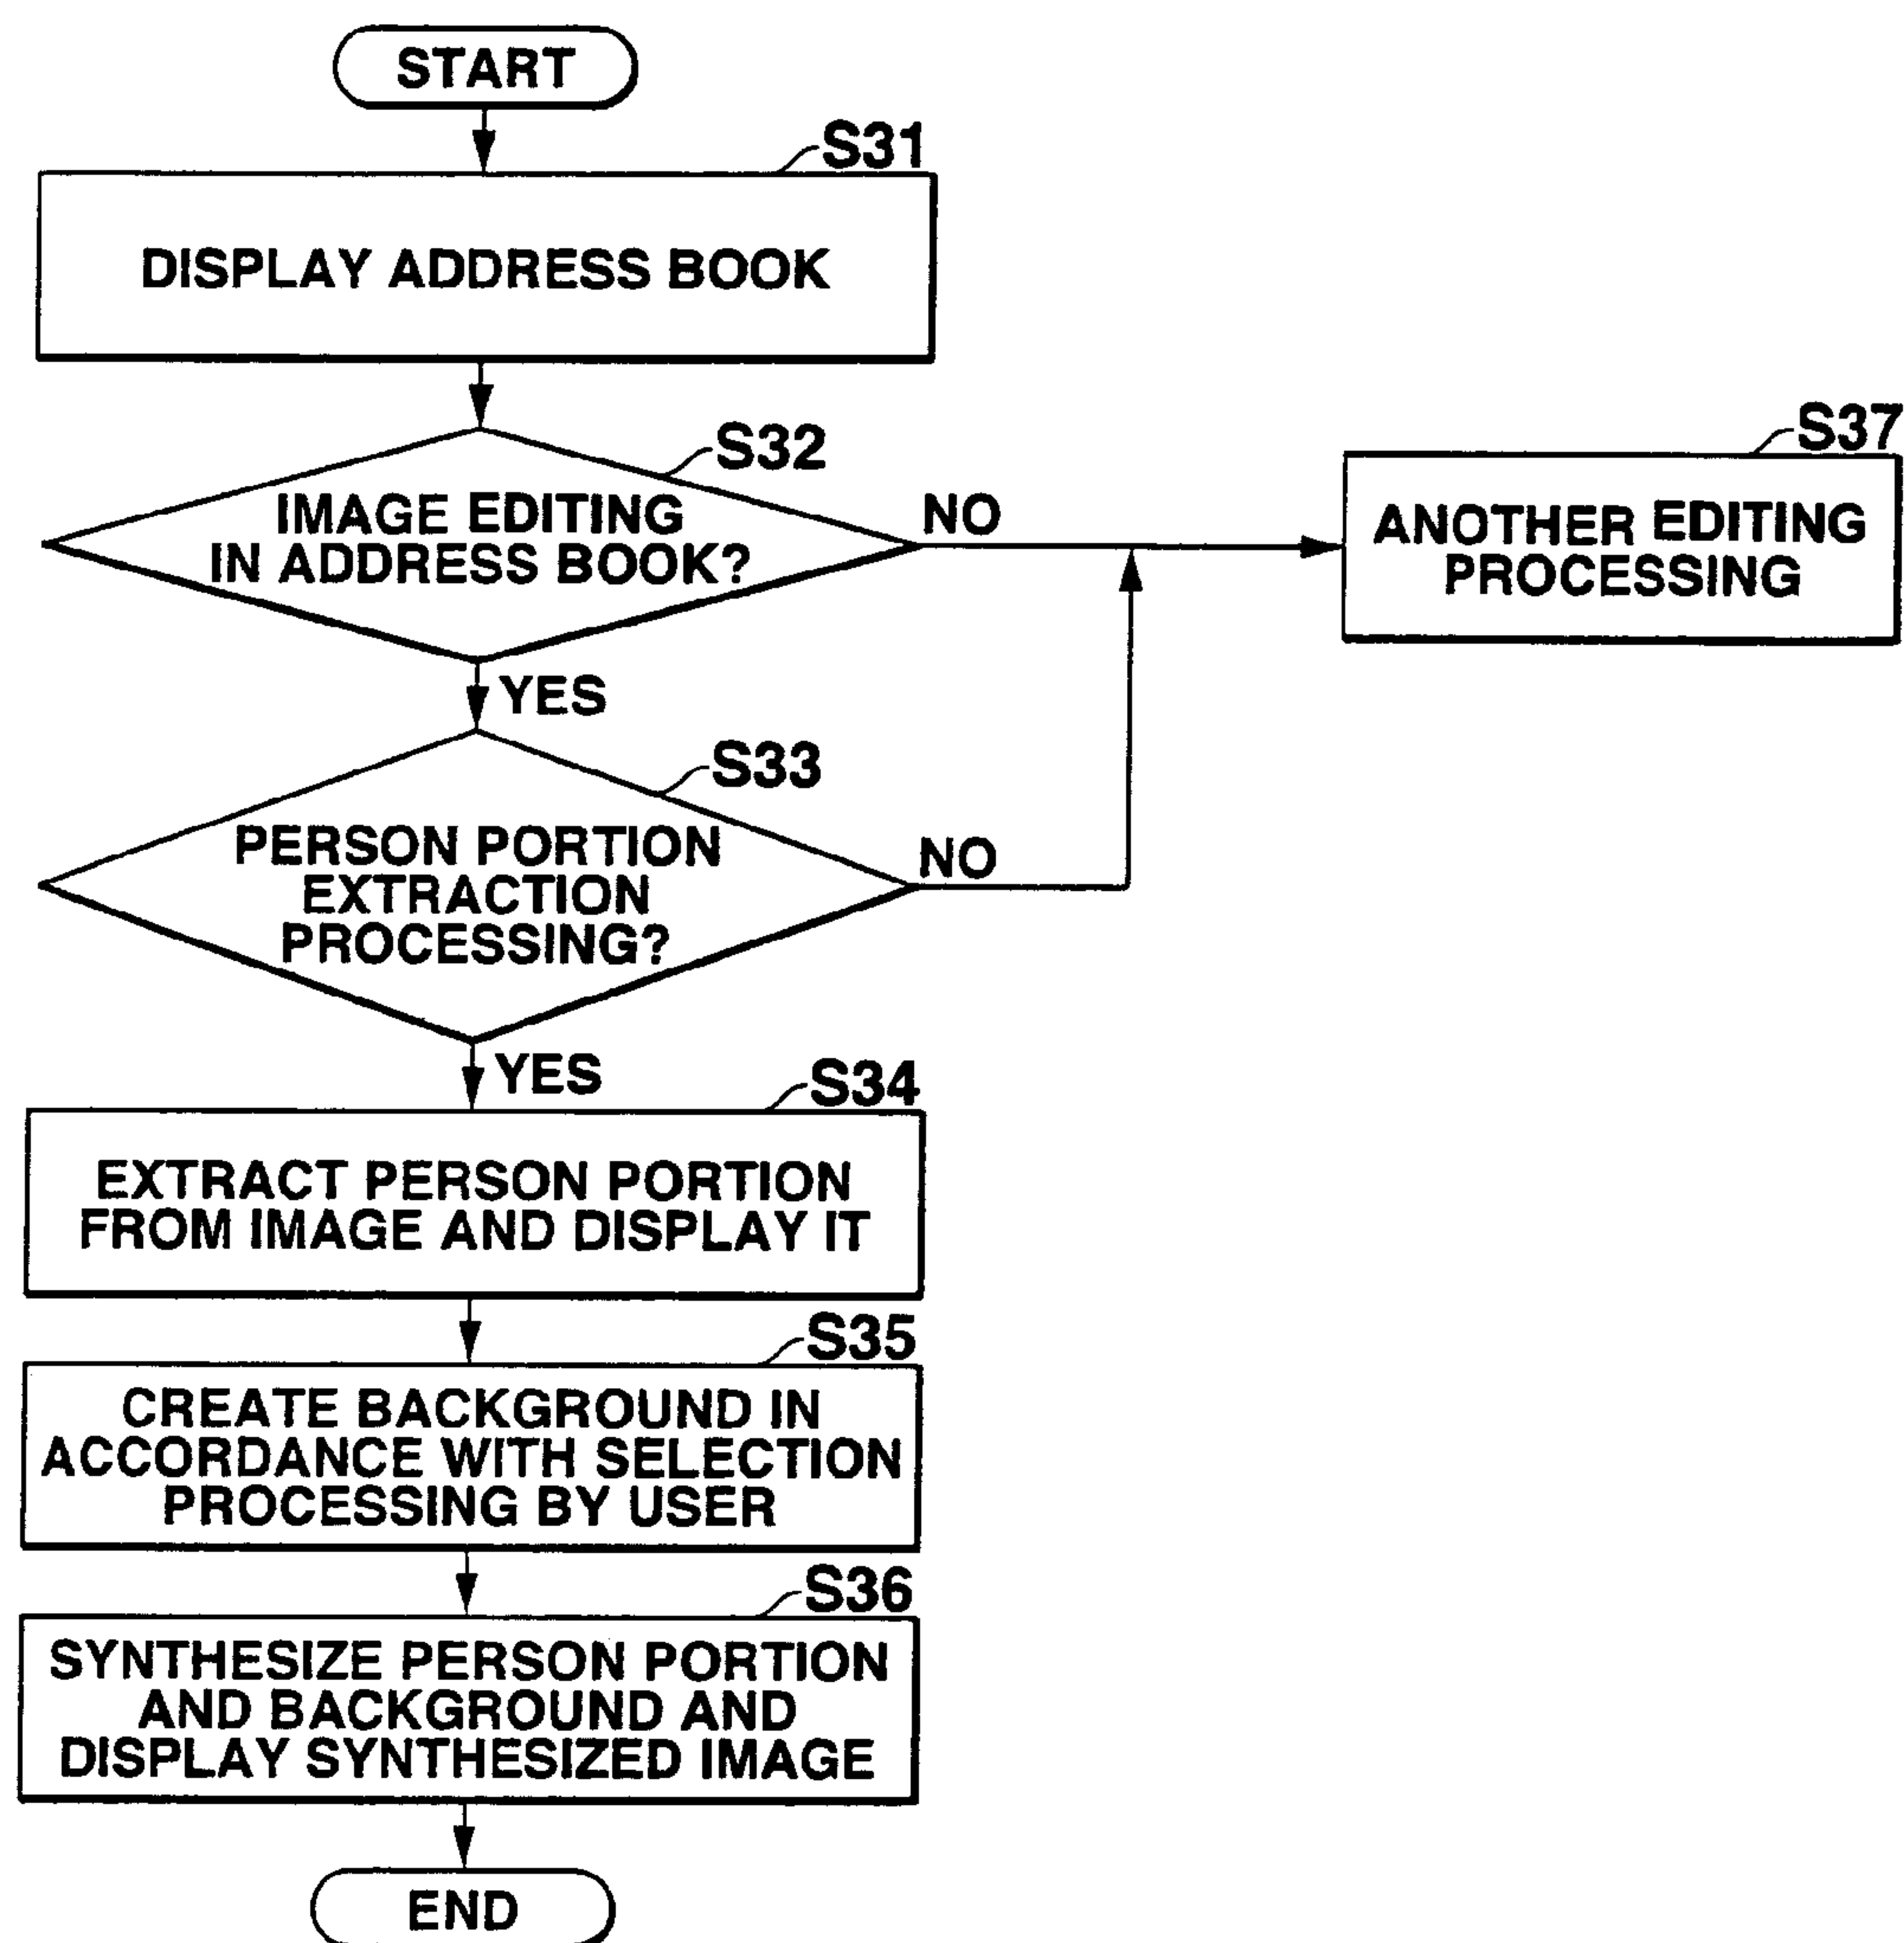 START
S31
DISPLAY ADDRESS BOOK
S32
IMAGE EDITING
IN ADDRESS BOOK?
NO
S37
ANOTHER EDITING
PROCESSING
YES
S33
PERSON PORTION
EXTRACTION
PROCESSING?
NO
YES
S34
EXTRACT PERSON PORTION
FROM IMAGE AND DISPLAY IT
S35
CREATE BACKGROUND IN
ACCORDANCE WITH SELECTION
PROCESSING BY USER
S36
SYNTHESIZE PERSON PORTION
AND BACKGROUND AND
DISPLAY SYNTHESIZED IMAGE
END